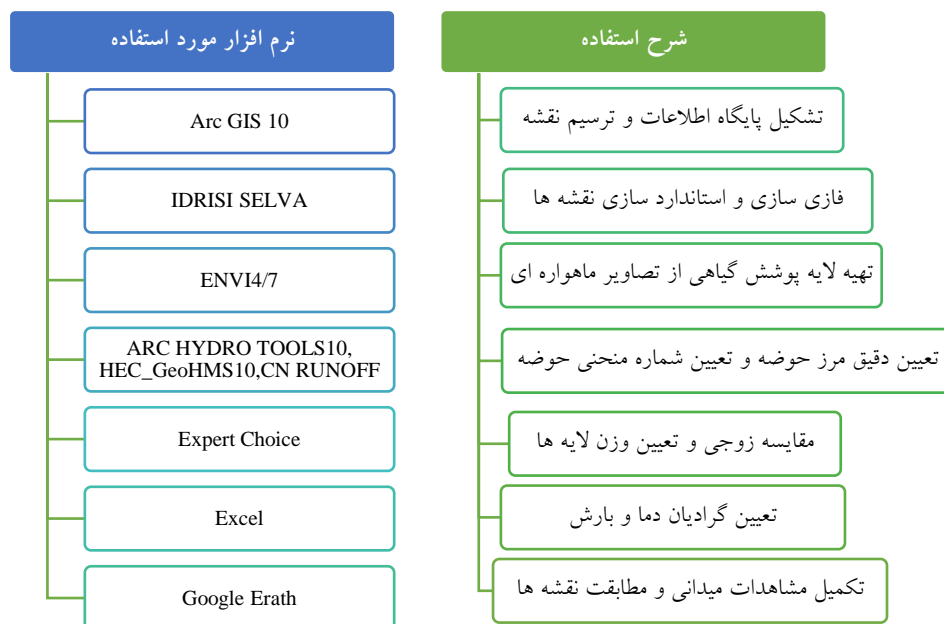 نرم افزار مورد استفاده
Arc GIS 10
IDRISI SELVA
ENVI4/7
ARC HYDRO TOOLS10,
HEC_GeoHMS10,CN RUNOFF
Expert Choice
Excel
Google Erath
شرح استفاده
تشکیل پایگاه اطلاعات و ترسیم نقشه
فازی سازی و استاندارد سازی نقشه ها
تهیه لایه پوشش گیاهی از تصاویر ماهواره ای
تعیین دقیق مرز حوضه و تعیین شماره منحنی حوضه
مقایسه زوجی و تعیین وزن لایه ها
تعیین گرادیان دما و بارش
تکمیل مشاهدات میدانی و مطابقت نقشه ها